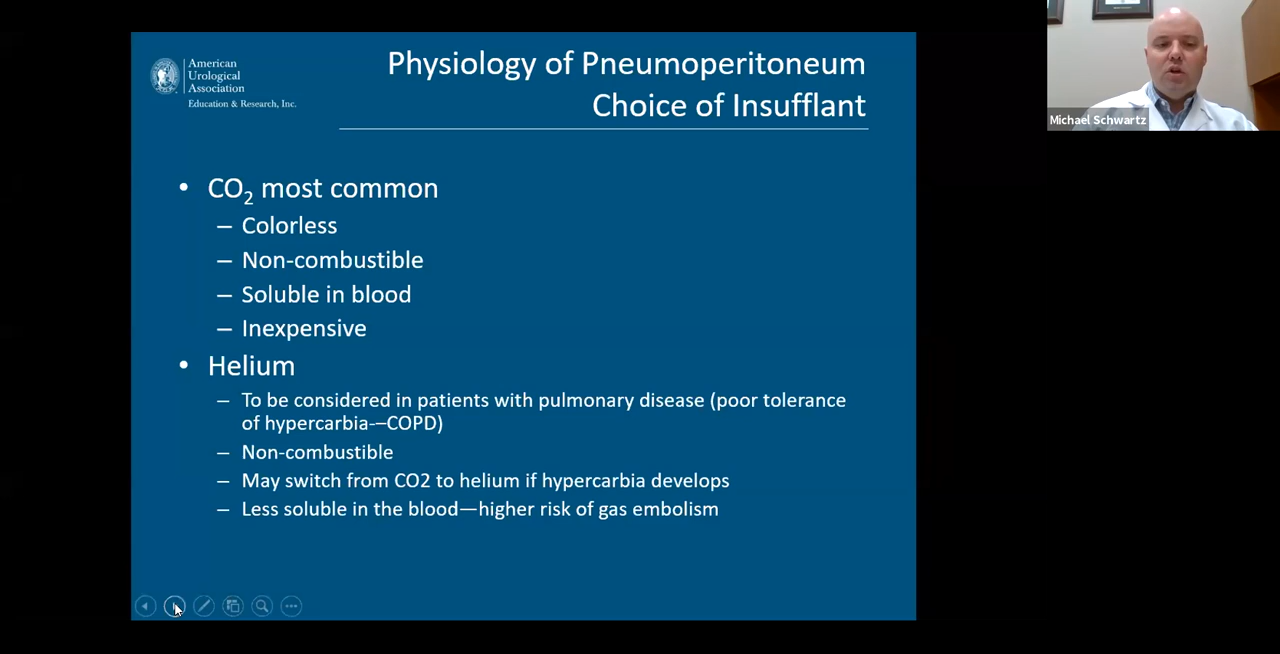 American
Urological
Association
Education & Research, Inc.
Physiology of Pneumoperitoneum
Choice of Insufflant
• CO₂ most common
– Colorless
– Non-combustible
– Soluble in blood
– Inexpensive
• Helium
– To be considered in patients with pulmonary disease (poor tolerance
of hypercarbia-–COPD)
– Non-combustible
– May switch from CO2 to helium if hypercarbia develops
– Less soluble in the blood—higher risk of gas embolism
Michael Schwartz